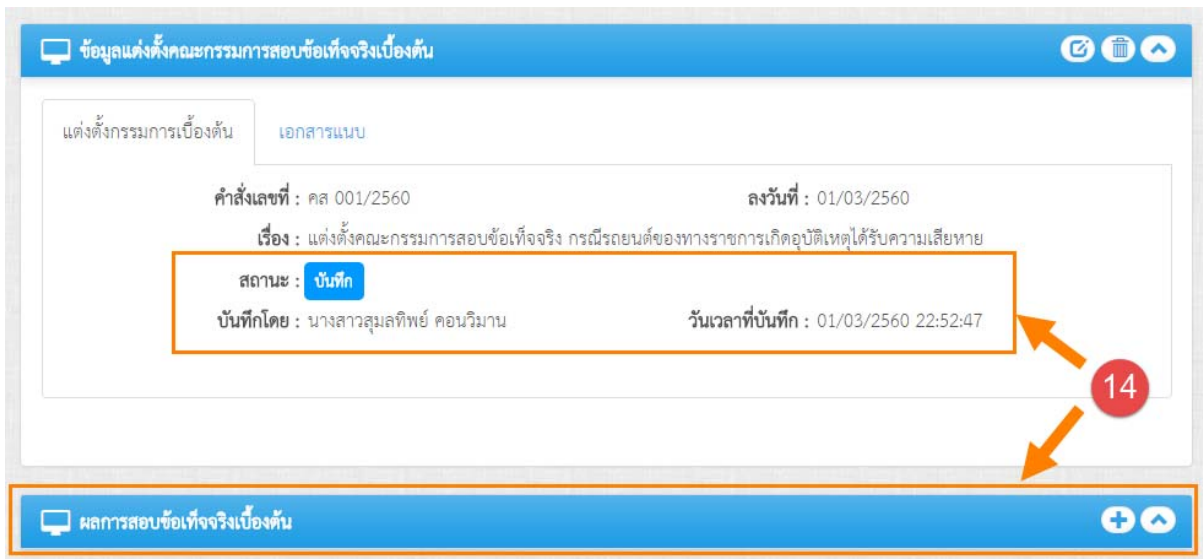 ข้อมูลแต่งตั้งคณะกรรมการสอบข้อเท็จจริงเบื้องต้น
แต่งตั้งกรรมการเบื้องต้น เอกสารแนบ
คำสั่งเลขที่ : คส 001/2560 ลงวันที่ : 01/03/2560
เรื่อง : แต่งตั้งคณะกรรมการสอบข้อเท็จจริง กรณีรถยนต์ของทางราชการเกิดอุบัติเหตุได้รับความเสียหาย
สถานะ : บันทึก
บันทึกโดย : นางสาวสุมลทิพย์ คอนวิมาน วันเวลาที่บันทึก : 01/03/2560 22:52:47
14
ผลการสอบข้อเท็จจริงเบื้องต้น